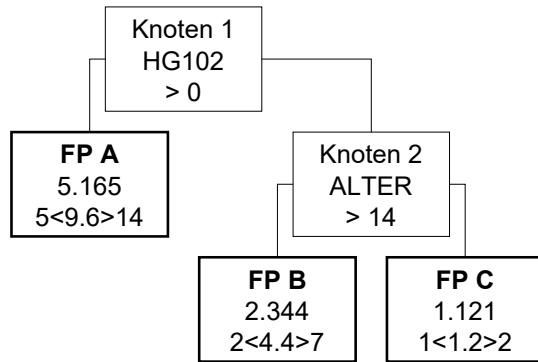 Knoten 1
HG102
> 0
FP A
5.165
5<9.6>14
Knoten 2
ALTER
> 14
FP B
2.344
2<4.4>7
FP C
1.121
1<1.2>2